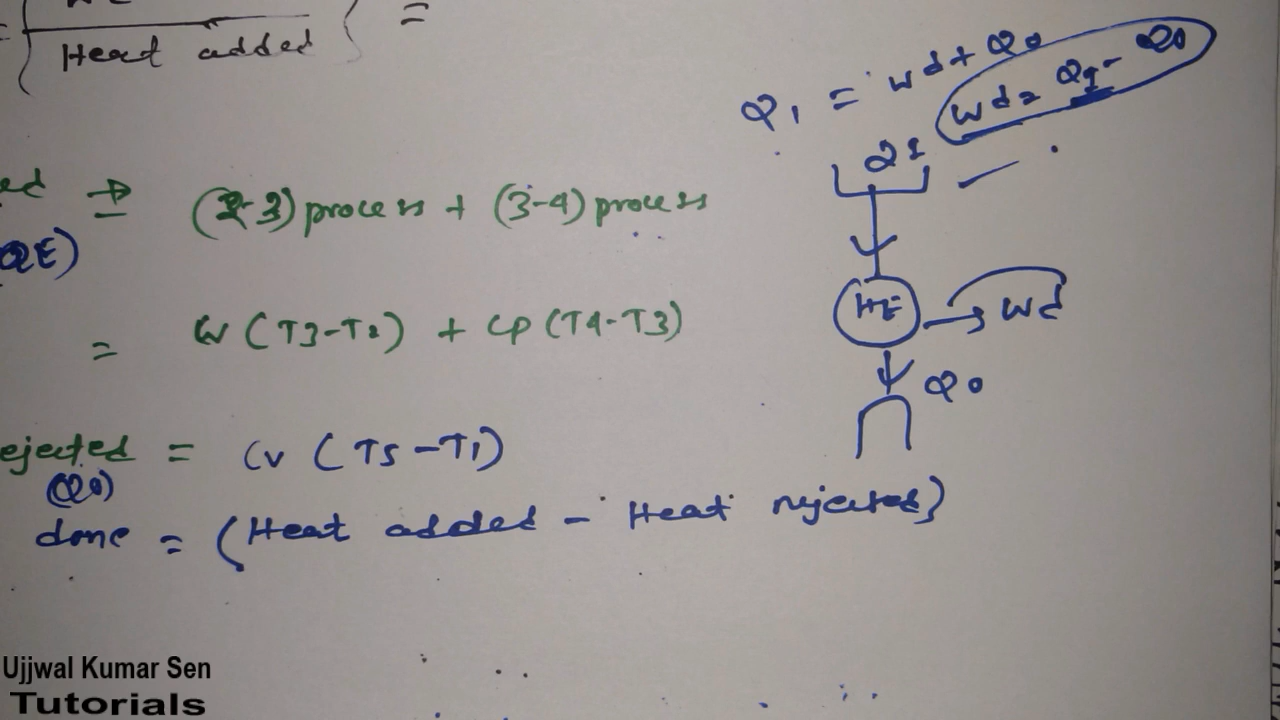 =
Heat added
Q1 = Wd + Q0
Wd = Q1 - Q0
Q1
⇒ (2-3) process + (3-4) process
QE)
HE → Wd
= Cv (T3-T2) + CP (T4-T3)
Q0
ejected = Cv (T5-T1)
(Q0)
done = (Heat added - Heat rejected)
Ujjwal Kumar Sen
Tutorials